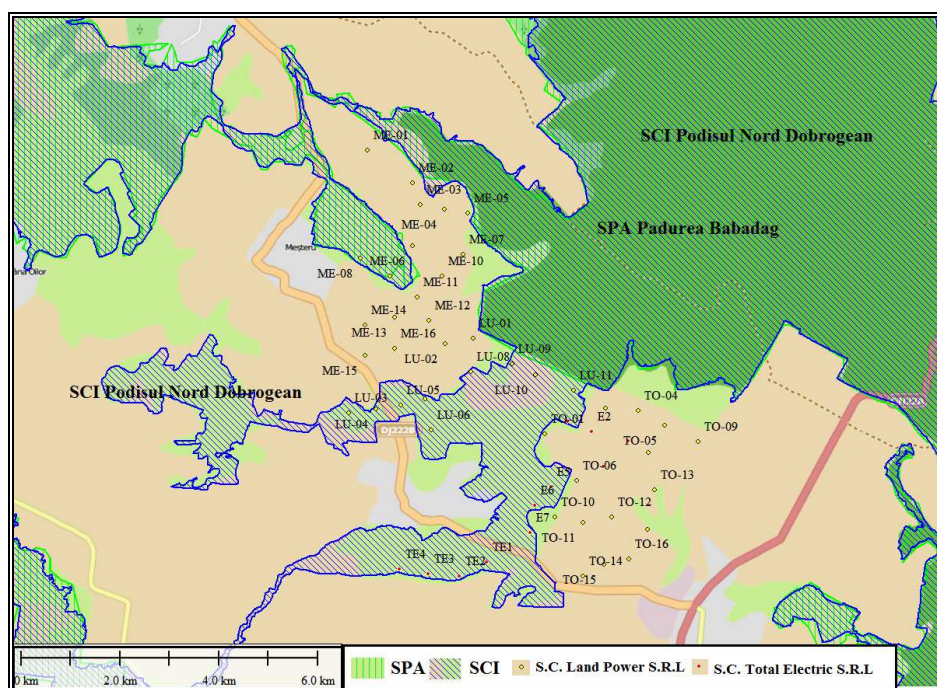 SCI Podisul Nord Dobrogean
ME-01
ME-02
ME-03
ME-05
SPA Padurea Babadag
ME-04
ME-07
Meșteru
ME-08
ME-06
ME-10
ME-11
ME-12
ME-14
ME-13
ME-16
LU-01
ME-15
LU-02
LU-08
LU-09
LU-10
LU-11
SCI Podisul Nord Dobrogean
LU-03
LU-05
LU-04
LU-06
DJ222B
TO-04
E2
TO-01
TO-05
TO-09
E5
TO-06
TO-13
E6
TO-10
TO-12
E7
TO-11
TO-16
TE4
TE3
TE2
TE1
TO-14
TO-15
0 km 2.0 km 4.0 km 6.0 km
SPA SCI S.C. Land Power S.R.L S.C. Total Electric S.R.L